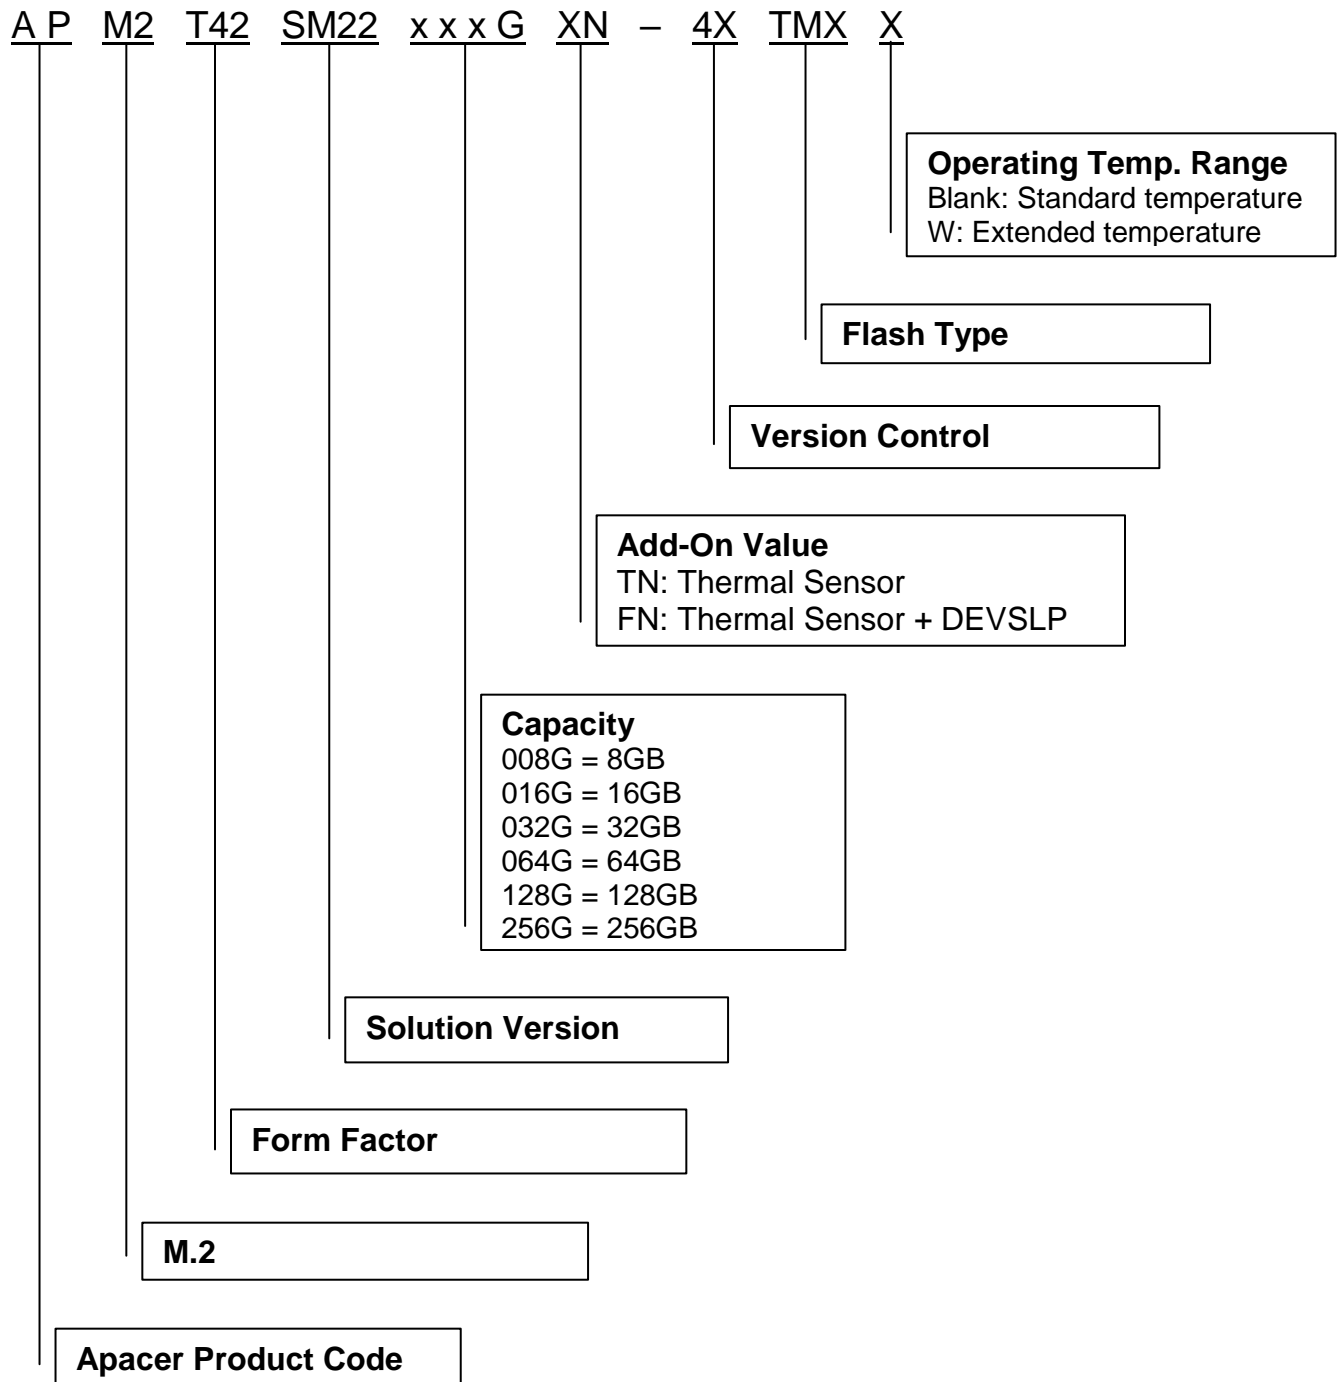 A P M2 T42 SM22 x x x G XN – 4X TMX X
Operating Temp. Range
Blank: Standard temperature
W: Extended temperature
Flash Type
Version Control
Add-On Value
TN: Thermal Sensor
FN: Thermal Sensor + DEVSLP
Capacity
008G = 8GB
016G = 16GB
032G = 32GB
064G = 64GB
128G = 128GB
256G = 256GB
Solution Version
Form Factor
M.2
Apacer Product Code